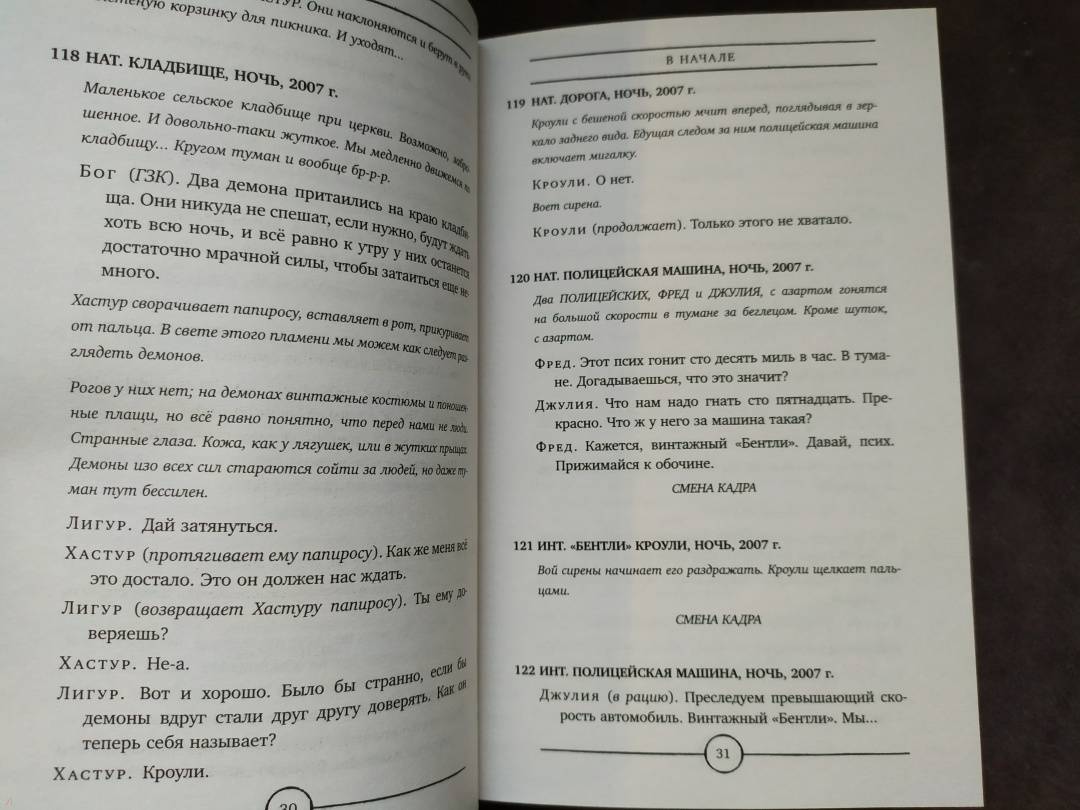 ХАСТУР. Они наклоняются и берут в руки
плетеную корзинку для пикника. И уходят...
118 НАТ. КЛАДБИЩЕ, НОЧЬ, 2007 г.
Маленькое сельское кладбище при церкви. Возможно, забро-
шенное. И довольно-таки жуткое. Мы медленно движемся по
кладбищу... Кругом туман и вообще бр-р-р.
Бог (ГЗК). Два демона притаились на краю кладби-
ща. Они никуда не спешат, если нужно, будут ждать
хоть всю ночь, и всё равно к утру у них останется
достаточно мрачной силы, чтобы затаиться еще не-
много.
Хастур сворачивает папиросу, вставляет в рот, прикуривает
от пальца. В свете этого пламени мы можем как следует раз-
глядеть демонов.
Рогов у них нет; на демонах винтажные костюмы и поношен-
ные плащи, но всё равно понятно, что перед нами не люди.
Странные глаза. Кожа, как у лягушек, или в жутких прыщах.
Демоны изо всех сил стараются сойти за людей, но даже ту-
ман тут бессилен.
Лигур. Дай затянуться.
Хастур (протягивает ему папиросу). Как же меня всё
это достало. Это он должен нас ждать.
Лигур (возвращает Хастуру папиросу). Ты ему до-
веряешь?
Хастур. Не-а.
Лигур. Вот и хорошо. Было бы странно, если бы
демоны вдруг стали друг другу доверять. Как он
теперь себя называет?
Хастур. Кроули.
30
В НАЧАЛЕ
119 НАТ. ДОРОГА, НОЧЬ, 2007 г.
Кроули с бешеной скоростью мчит вперед, поглядывая в зер-
кало заднего вида. Едущая следом за ним полицейская машина
включает мигалку.
Кроули. О нет.
Воет сирена.
Кроули (продолжает). Только этого не хватало.
120 НАТ. ПОЛИЦЕЙСКАЯ МАШИНА, НОЧЬ, 2007 г.
Два ПОЛИЦЕЙСКИХ, ФРЕД и ДЖУЛИЯ, с азартом гонятся
на большой скорости в тумане за беглецом. Кроме шуток,
с азартом.
Фред. Этот псих гонит сто десять миль в час. В тума-
не. Догадываешься, что это значит?
Джулия. Что нам надо гнать сто пятнадцать. Пре-
красно. Что ж у него за машина такая?
Фред. Кажется, винтажный «Бентли». Давай, псих.
Прижимайся к обочине.
СМЕНА КАДРА
121 ИНТ. «БЕНТЛИ» КРОУЛИ, НОЧЬ, 2007 г.
Вой сирены начинает его раздражать. Кроули щелкает паль-
цами.
СМЕНА КАДРА
122 ИНТ. ПОЛИЦЕЙСКАЯ МАШИНА, НОЧЬ, 2007 г.
Джулия (в рацию). Преследуем превышающий ско-
рость автомобиль. Винтажный «Бентли». Мы...
31